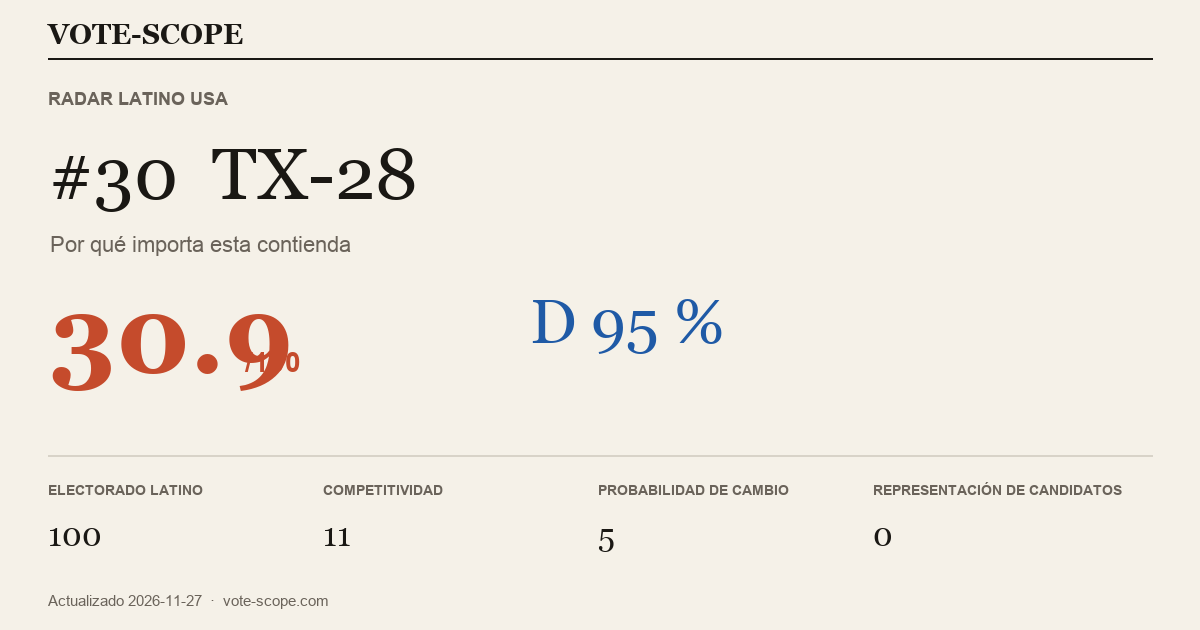 VOTE-SCOPE
RADAR LATINO USA
#30 TX-28
Por qué importa esta contienda
30.9 /100
D 95 %
ELECTORADO LATINO
COMPETITIVIDAD
PROBABILIDAD DE CAMBIO
REPRESENTACIÓN DE CANDIDATOS
100
11
5
0
Actualizado 2026-11-27 · vote-scope.com